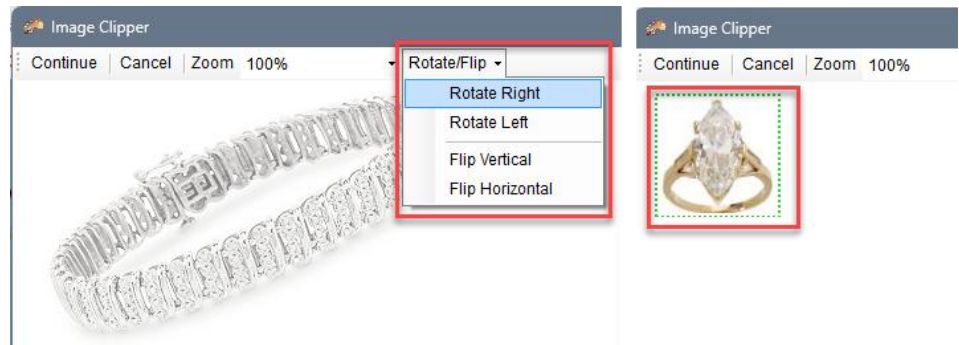 Image Clipper
Continue Cancel Zoom 100% Rotate/Flip
Rotate Right
Rotate Left
Flip Vertical
Flip Horizontal
Image Clipper
Continue Cancel Zoom 100%